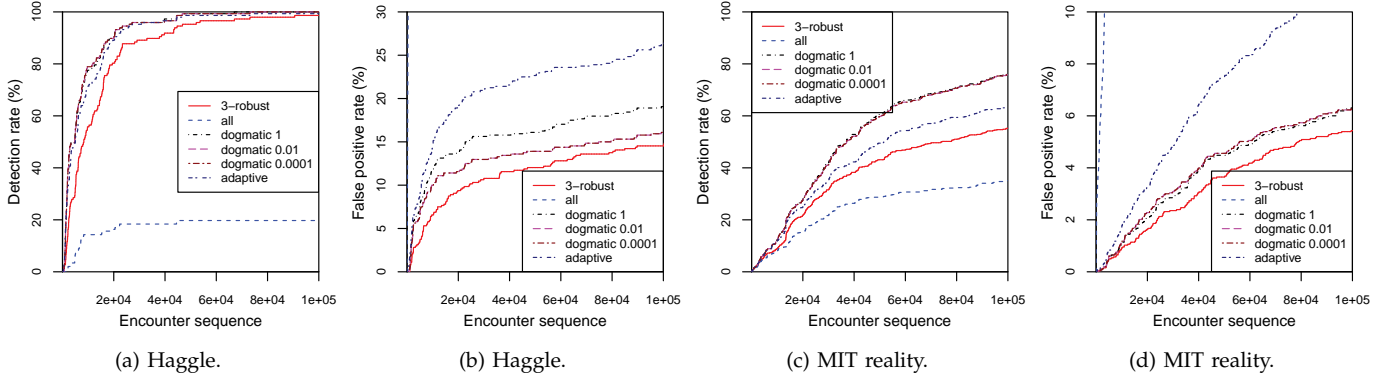 Detection rate (%)
0 20 40 60 80 100
3−robust
all
dogmatic 1
dogmatic 0.01
dogmatic 0.0001
adaptive
2e+04 4e+04 6e+04 8e+04 1e+05
Encounter sequence
(a) Haggle.
False positive rate (%)
0 5 10 15 20 25 30
3−robust
all
dogmatic 1
dogmatic 0.01
dogmatic 0.0001
adaptive
2e+04 4e+04 6e+04 8e+04 1e+05
Encounter sequence
(b) Haggle.
Detection rate (%)
0 20 40 60 80 100
3−robust
all
dogmatic 1
dogmatic 0.01
dogmatic 0.0001
adaptive
2e+04 4e+04 6e+04 8e+04 1e+05
Encounter sequence
(c) MIT reality.
False positive rate (%)
0 2 4 6 8 10
3−robust
all
dogmatic 1
dogmatic 0.01
dogmatic 0.0001
adaptive
2e+04 4e+04 6e+04 8e+04 1e+05
Encounter sequence
(d) MIT reality.